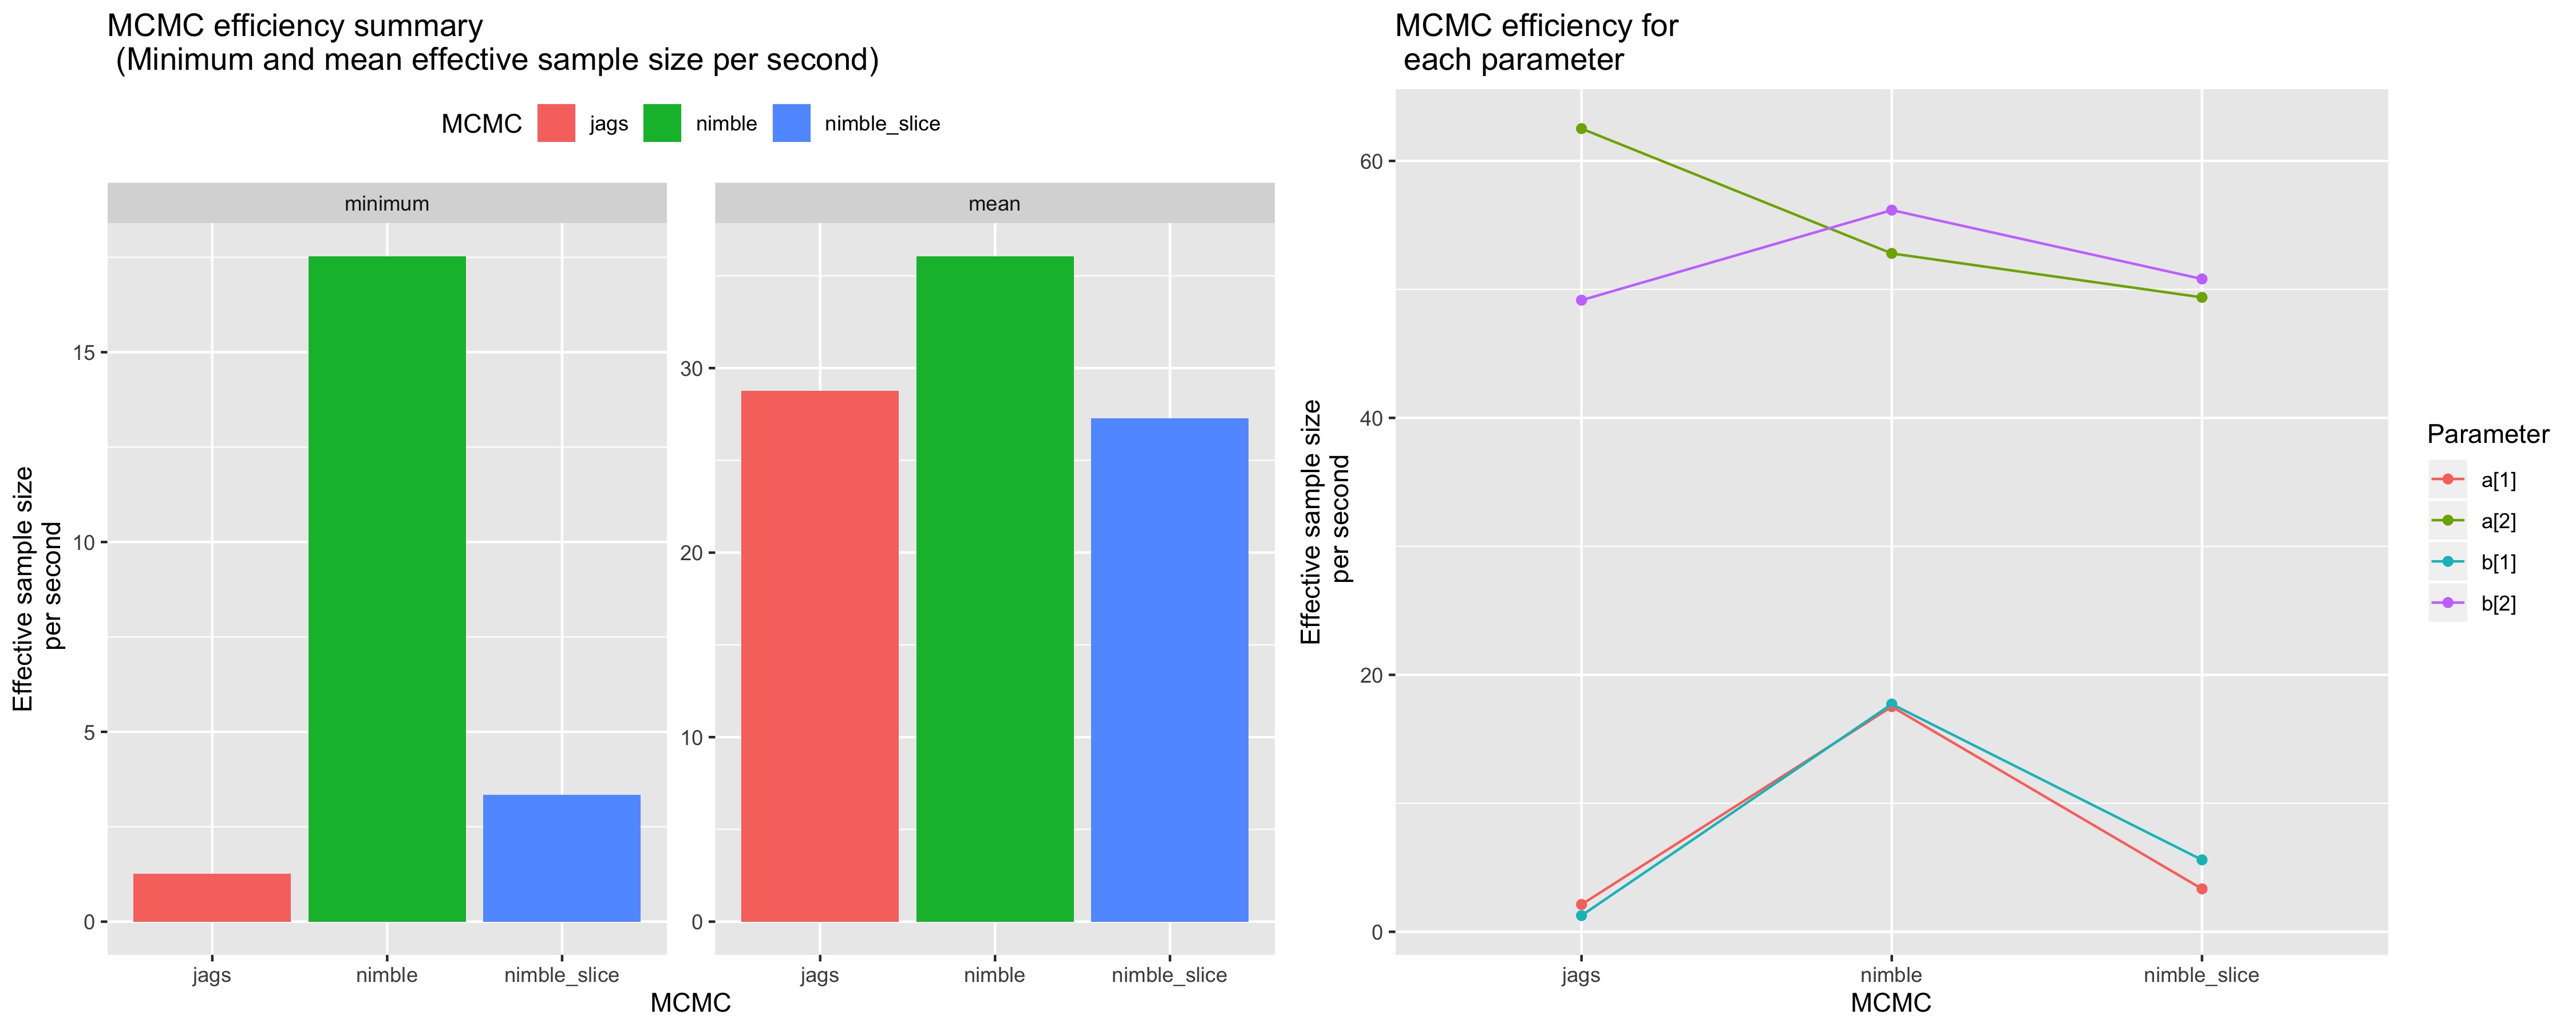 MCMC efficiency summary
(Minimum and mean effective sample size per second)
MCMC jags nimble nimble_slice
minimum
mean
Effective sample size
per second
15
10
5
0
30
20
10
0
jags nimble nimble_slice
jags nimble nimble_slice
MCMC
MCMC efficiency for
each parameter
Effective sample size
per second
60
40
20
0
jags nimble nimble_slice
MCMC
Parameter
a[1]
a[2]
b[1]
b[2]